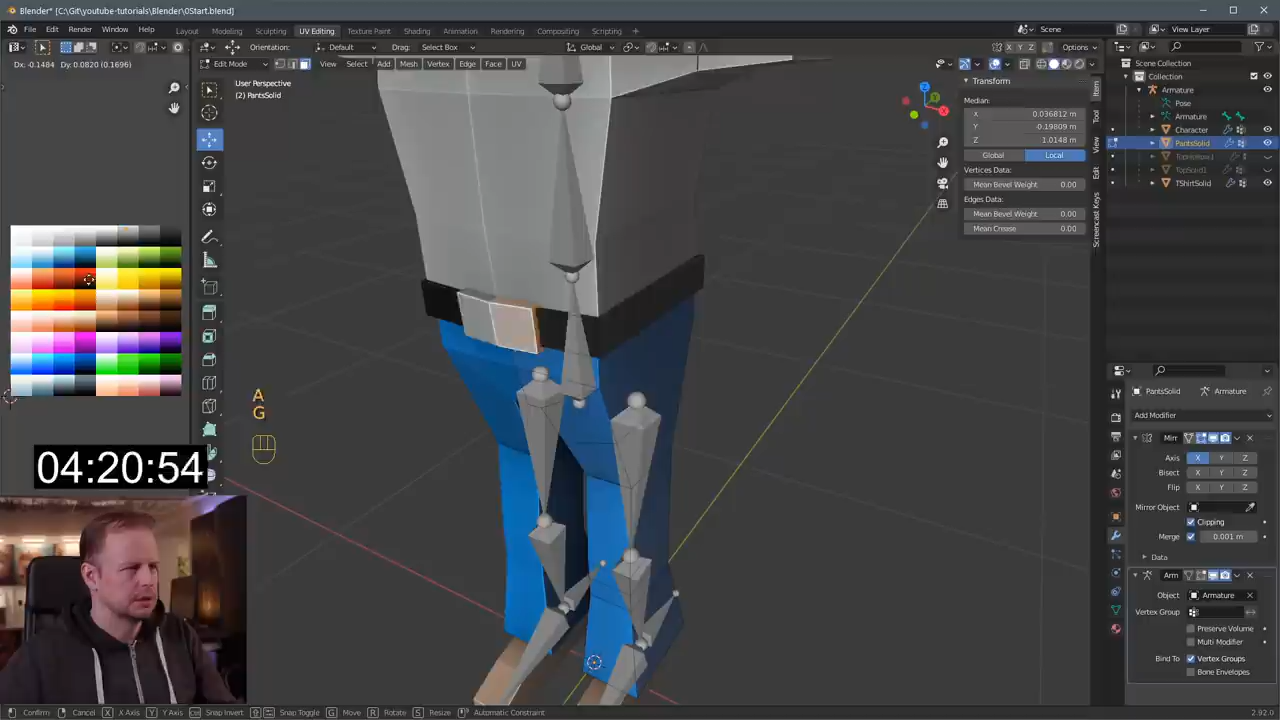 Blender* [C:\Git\youtube-tutorials\Blender\0Start.blend]
File Edit Render Window Help Layout Modeling Sculpting UV Editing Texture Paint Shading Animation Rendering Compositing Scripting Scene View Layer
Orientation: Default Drag: Select Box Global X Y Z Options
Dx: -0.1484 Dy: 0.0820 (0.1696)
Edit Mode View Select Add Mesh Vertex Edge Face UV
User Perspective
(2) PantsSolid
Transform
Median:
X 0.036812 m
Y -0.19809 m
Z 1.0148 m
Global Local
Vertices Data:
Mean Bevel Weight 0.00
Edges Data:
Mean Bevel Weight 0.00
Mean Crease 0.00
Item
Tool
View
Edit
Screencast Keys
Scene Collection
Collection
Armature
Pose
Armature
Character
PantsSolid
TShirtSolid
A
G
04:20:54
PantsSolid Armature
Add Modifier
Mirr
Axis X Y Z
Bisect X Y Z
Flip X Y Z
Mirror Object
Clipping
Merge 0.001 m
Data
Arm
Object Armature
Vertex Group
Preserve Volume
Multi Modifier
Bind To Vertex Groups
Bone Envelopes
Confirm X Cancel X X Axis Y Y Axis Z Z Axis Snap Invert Snap Toggle G Move R Rotate S Resize Automatic Constraint 2.92.0